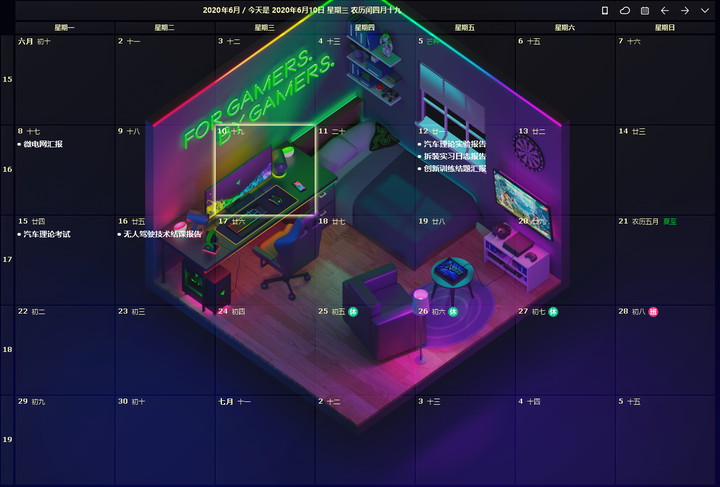 2020年6月 / 今天是 2020年6月10日 星期三 农历闰四月十九
星期一 星期二 星期三 星期四 星期五 星期六 星期日
15
六月 初十
2 十一
3 十二
4 十三
5 芒种
6 十五
7 十六
FOR GAMERS.
BY GAMERS.
16
8 十七
微电网汇报
9 十八
10 十九
11 二十
12 廿一
汽车理论实验报告
拆装实习日志报告
创新训练结题汇报
13 廿二
14 廿三
17
15 廿四
汽车理论考试
16 廿五
无人驾驶技术结课报告
17 廿六
18 廿七
19 廿八
20 廿九
21 农历五月 夏至
18
22 初二
23 初三
24 初四
25 初五 休
26 初六 休
27 初七 休
28 初八 班
19
29 初九
30 初十
七月 十一
2 十二
3 十三
4 十四
5 十五